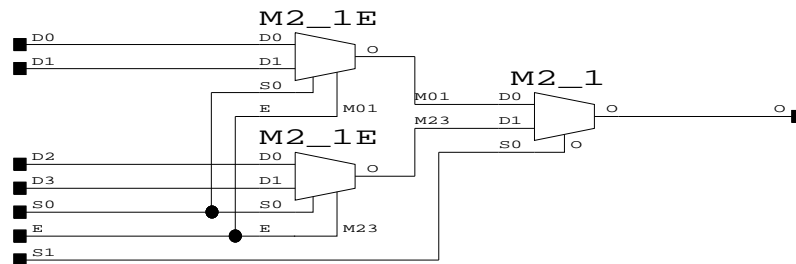 M2_1E
D0 D0 O
D1 D1
M2_1
S0
M01 D0 O O
E M01
M23 D1
M2_1E
S0 O
D2 D0 O
D3 D1
S0 S0
E E M23
S1